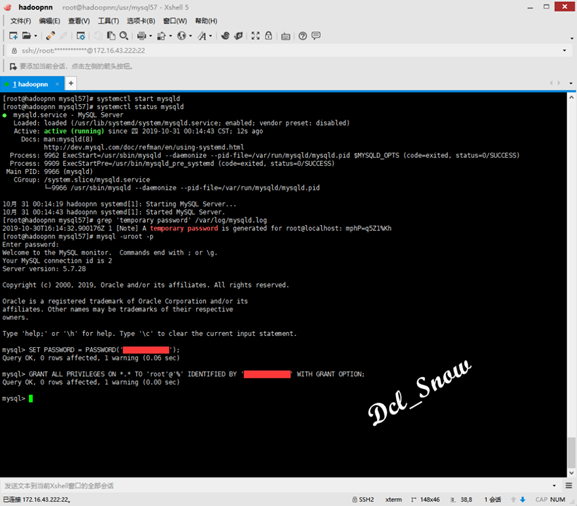 hadoopnn root@hadoopnn:/usr/mysql57 - Xshell 5
文件(F) 编辑(E) 查看(V) 工具(T) 选项卡(B) 窗口(W) 帮助(H)
ssh://root:************@172.16.43.222:22
要添加当前会话，点击左侧的箭头按钮。
1 hadoopnn
[root@hadoopnn mysql57]# systemctl start mysqld
[root@hadoopnn mysql57]# systemctl status mysqld
● mysqld.service - MySQL Server
Loaded: loaded (/usr/lib/systemd/system/mysqld.service; enabled; vendor preset: disabled)
Active: active (running) since 四 2019-10-31 00:14:43 CST; 12s ago
Docs: man:mysqld(8)
http://dev.mysql.com/doc/refman/en/using-systemd.html
Process: 9962 ExecStart=/usr/sbin/mysqld --daemonize --pid-file=/var/run/mysqld/mysqld.pid $MYSQLD_OPTS (code=exited, status=0/SUCCESS)
Process: 9909 ExecStartPre=/usr/bin/mysqld_pre_systemd (code=exited, status=0/SUCCESS)
Main PID: 9966 (mysqld)
CGroup: /system.slice/mysqld.service
└─9966 /usr/sbin/mysqld --daemonize --pid-file=/var/run/mysqld/mysqld.pid
10月 31 00:14:19 hadoopnn systemd[1]: Starting MySQL Server...
10月 31 00:14:43 hadoopnn systemd[1]: Started MySQL Server.
[root@hadoopnn mysql57]# grep 'temporary password' /var/log/mysqld.log
2019-10-30T16:14:32.900176Z 1 [Note] A temporary password is generated for root@localhost: mphP=q5Z1%Kh
[root@hadoopnn mysql57]# mysql -uroot -p
Enter password:
Welcome to the MySQL monitor.  Commands end with ; or \g.
Your MySQL connection id is 2
Server version: 5.7.28
Copyright (c) 2000, 2019, Oracle and/or its affiliates. All rights reserved.
Oracle is a registered trademark of Oracle Corporation and/or its
affiliates. Other names may be trademarks of their respective
owners.
Type 'help;' or '\h' for help. Type '\c' to clear the current input statement.
mysql> SET PASSWORD = PASSWORD('');
Query OK, 0 rows affected, 1 warning (0.06 sec)
mysql> GRANT ALL PRIVILEGES ON *.* TO 'root'@'%' IDENTIFIED BY '' WITH GRANT OPTION;
Query OK, 0 rows affected, 1 warning (0.00 sec)
mysql>
Dcl_Snow
发送文本到当前Xshell窗口的全部会话
已连接 172.16.43.222:22。 SSH2 xterm 148x46 38,8 1 会话 CAP NUM